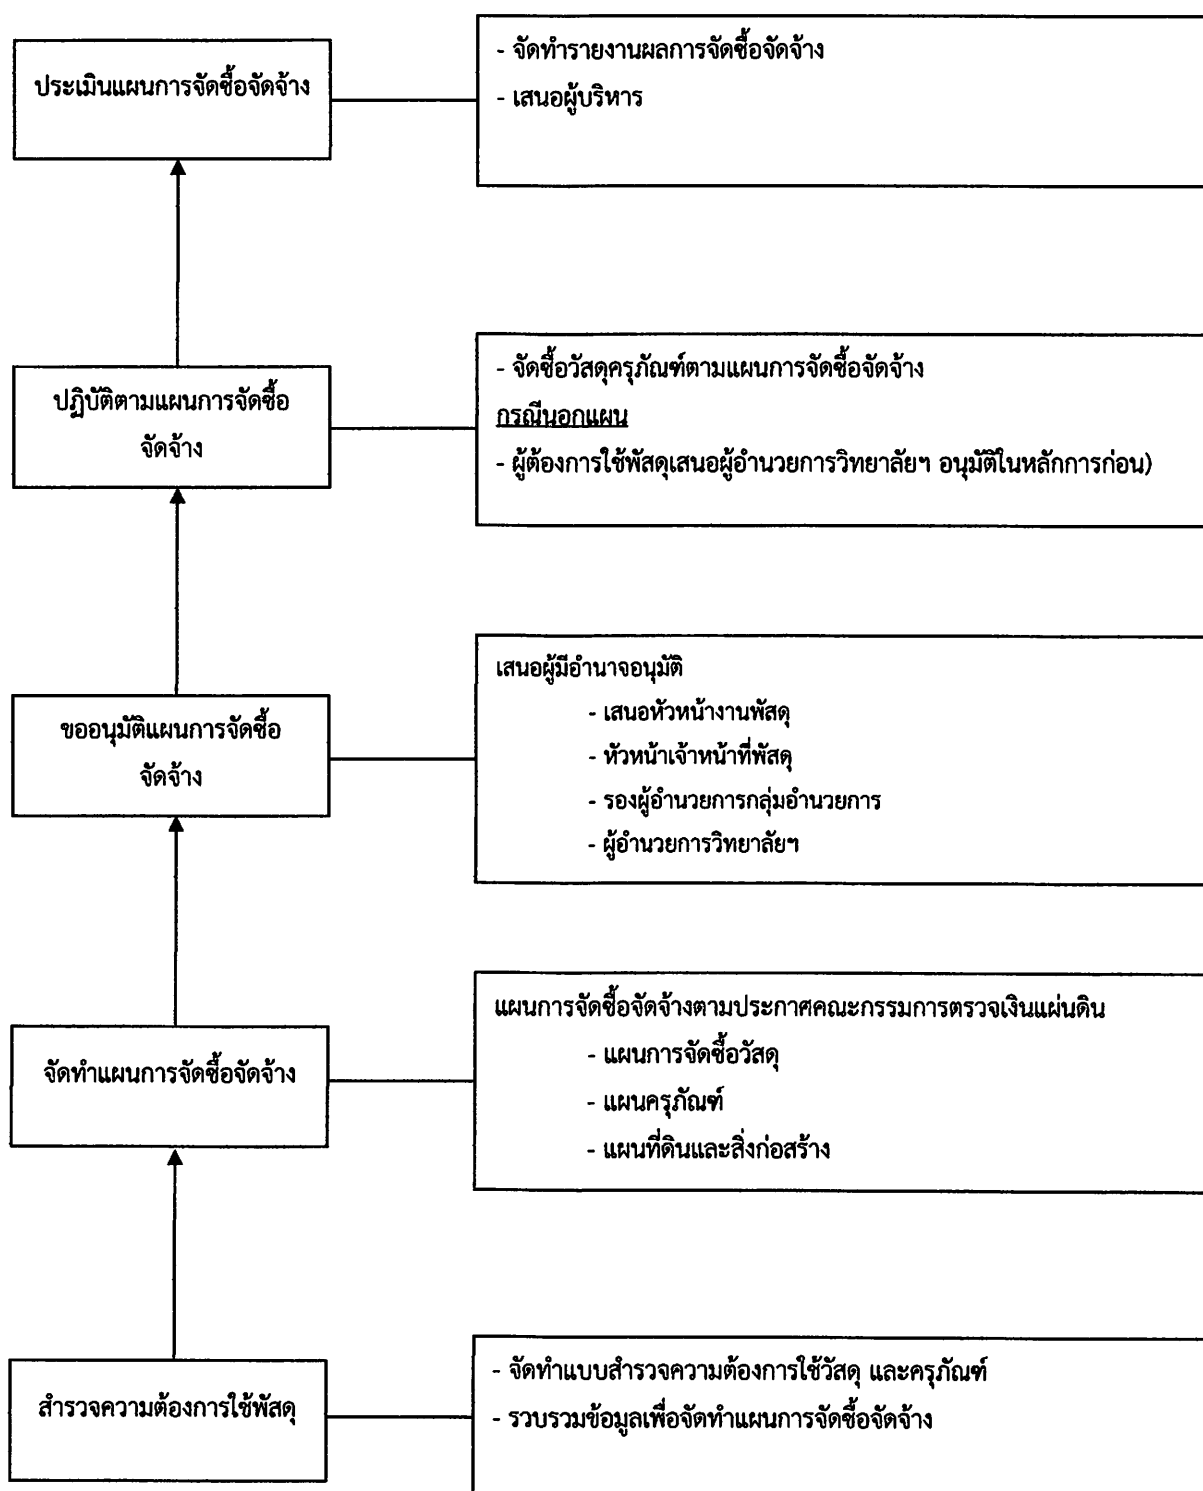 ประเมินแผนการจัดซื้อจัดจ้าง
- จัดทำรายงานผลการจัดซื้อจัดจ้าง
- เสนอผู้บริหาร
ปฏิบัติตามแผนการจัดซื้อ
จัดจ้าง
- จัดซื้อวัสดุครุภัณฑ์ตามแผนการจัดซื้อจัดจ้าง
กรณีนอกแผน
- ผู้ต้องการใช้พัสดุเสนอผู้อำนวยการวิทยาลัยฯ อนุมัติในหลักการก่อน)
ขออนุมัติแผนการจัดซื้อ
จัดจ้าง
เสนอผู้มีอำนาจอนุมัติ
- เสนอหัวหน้างานพัสดุ
- หัวหน้าเจ้าหน้าที่พัสดุ
- รองผู้อำนวยการกลุ่มอำนวยการ
- ผู้อำนวยการวิทยาลัยฯ
จัดทำแผนการจัดซื้อจัดจ้าง
แผนการจัดซื้อจัดจ้างตามประกาศคณะกรรมการตรวจเงินแผ่นดิน
- แผนการจัดซื้อวัสดุ
- แผนครุภัณฑ์
- แผนที่ดินและสิ่งก่อสร้าง
สำรวจความต้องการใช้พัสดุ
- จัดทำแบบสำรวจความต้องการใช้วัสดุ และครุภัณฑ์
- รวบรวมข้อมูลเพื่อจัดทำแผนการจัดซื้อจัดจ้าง